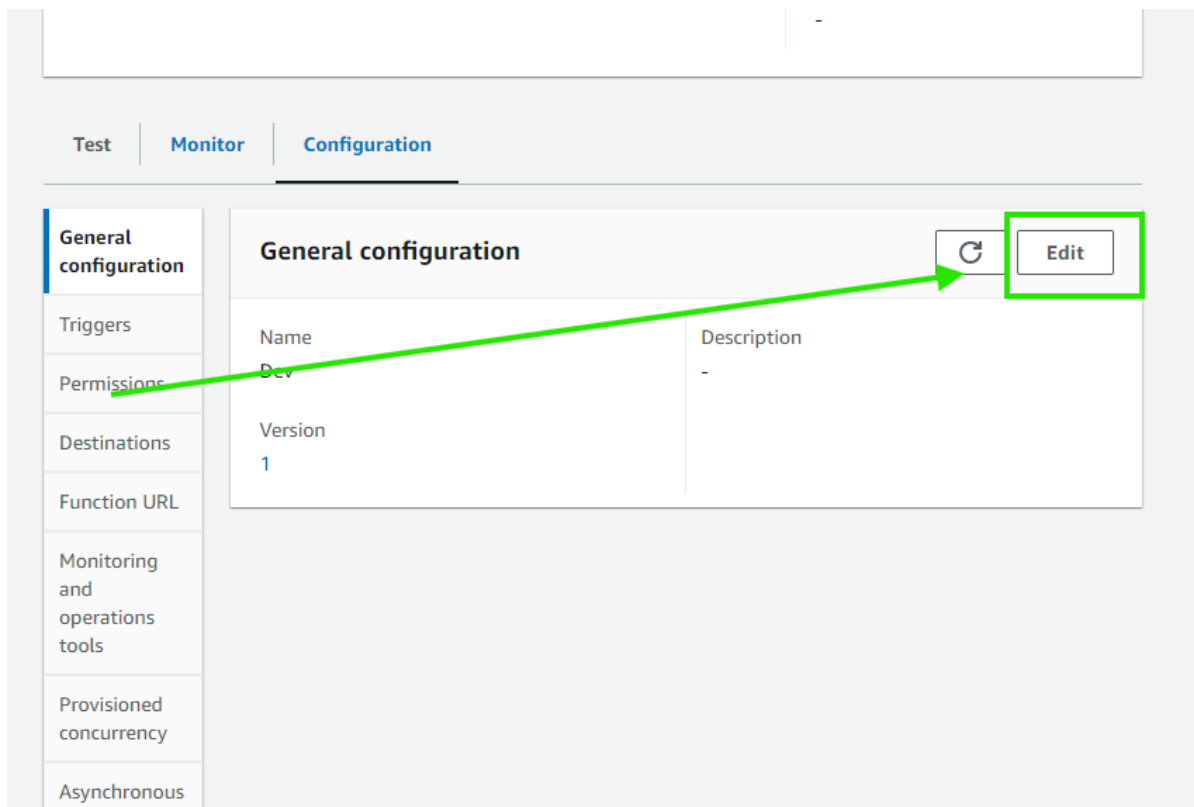 -
Test
Monitor
Configuration
General
configuration
Triggers
Permissions
Destinations
Function URL
Monitoring
and
operations
tools
Provisioned
concurrency
Asynchronous
General configuration
Edit
Name
Dev
Version
1
Description
-